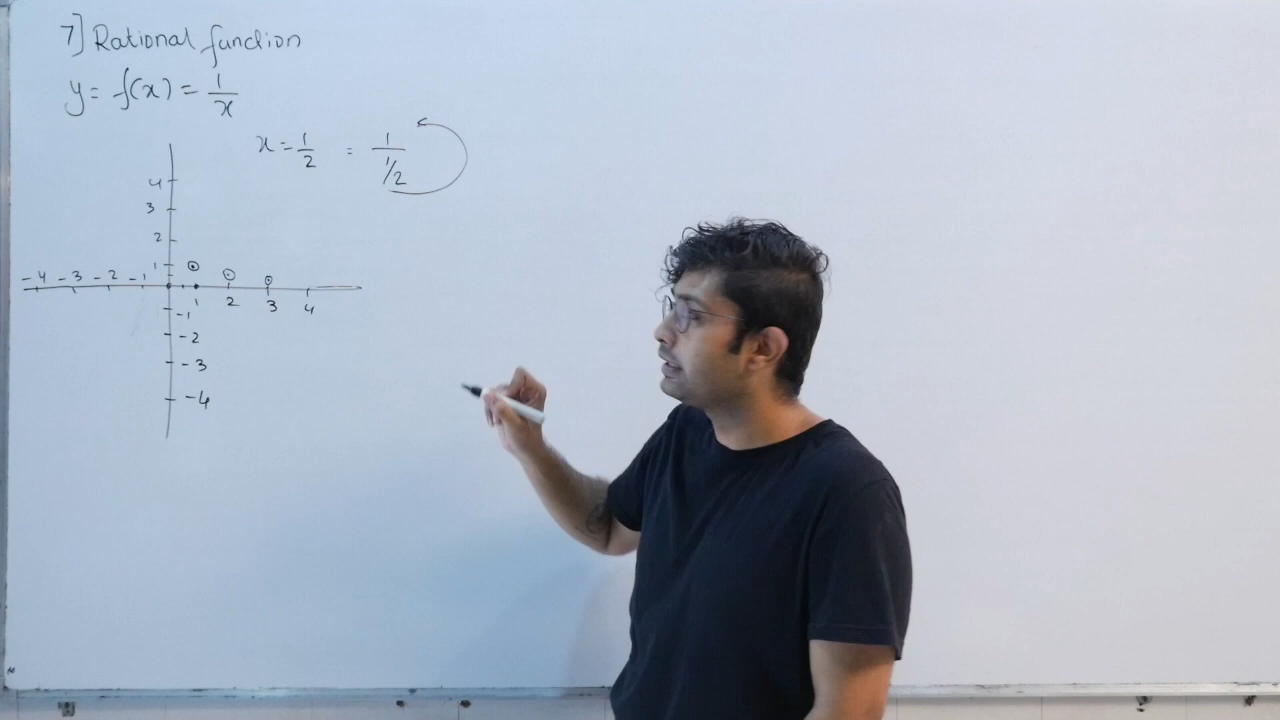 7] Rational function
y = f(x) = 1/x
x = 1/2 = 1/(1/2)
4
3
2
1
-4 -3 -2 -1 1 2 3 4
-1
-2
-3
-4